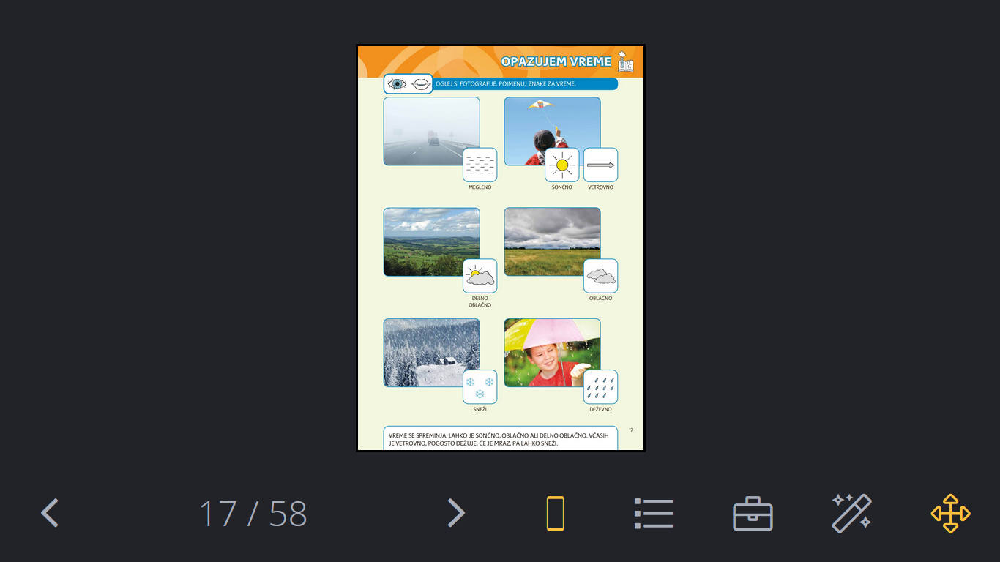 OPAZUJEM VREME
OGLEJ SI FOTOGRAFIJE. POIMENUJ ZNAKE ZA VREME.
MEGLENO
SONČNO
VETROVNO
DELNO
OBLAČNO
OBLAČNO
SNEŽI
DEŽEVNO
17
VREME SE SPREMINJA. LAHKO JE SONČNO, OBLAČNO ALI DELNO OBLAČNO. VČASIH
JE VETROVNO, POGOSTO DEŽUJE, ČE JE MRAZ, PA LAHKO SNEŽI.
17 / 58